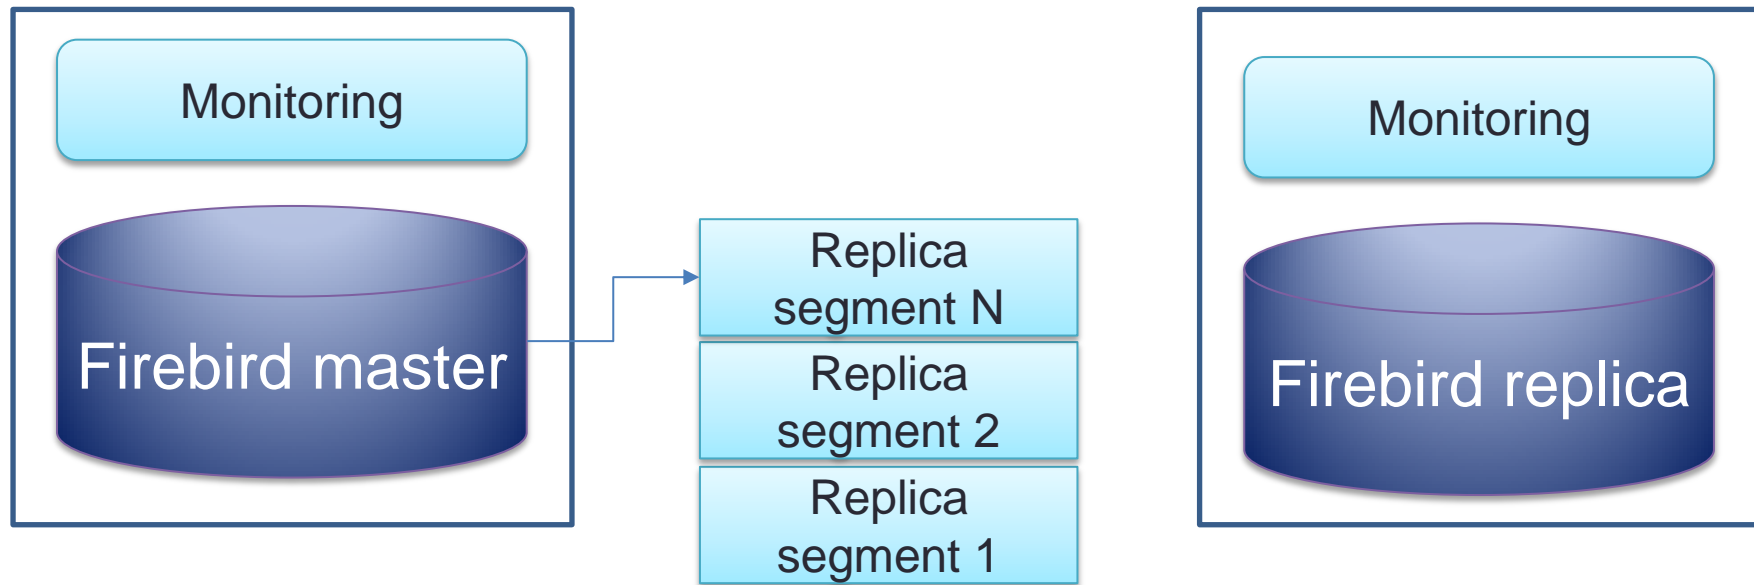 Monitoring
Firebird master
Replica
segment N
Replica
segment 2
Replica
segment 1
Monitoring
Firebird replica